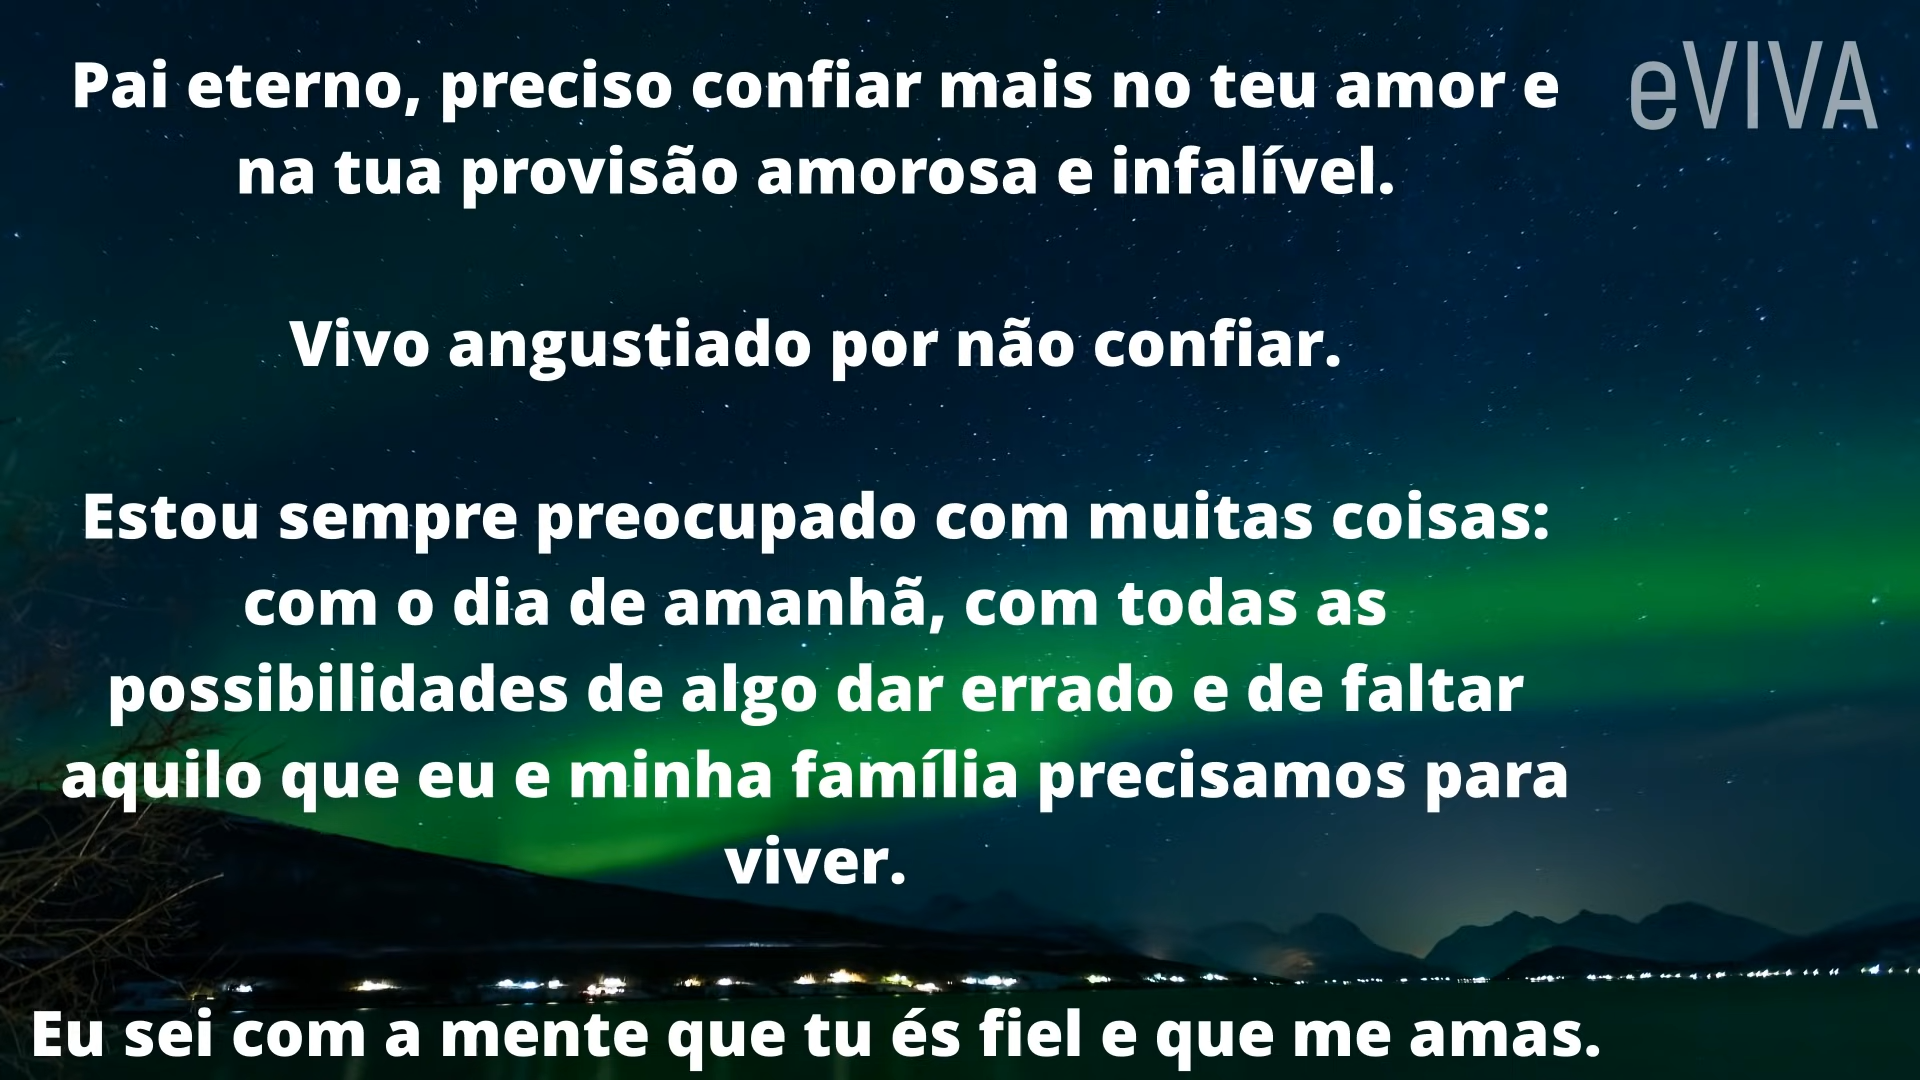 Pai eterno, preciso confiar mais no teu amor e
na tua provisão amorosa e infalível.
eVIVA
Vivo angustiado por não confiar.
Estou sempre preocupado com muitas coisas:
com o dia de amanhã, com todas as
possibilidades de algo dar errado e de faltar
aquilo que eu e minha família precisamos para
viver.
Eu sei com a mente que tu és fiel e que me amas.